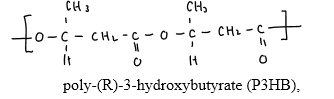 CH3 CH3
O – C – CH2 – C – O – C – CH2 – C
H O H O
poly-(R)-3-hydroxybutyrate (P3HB),